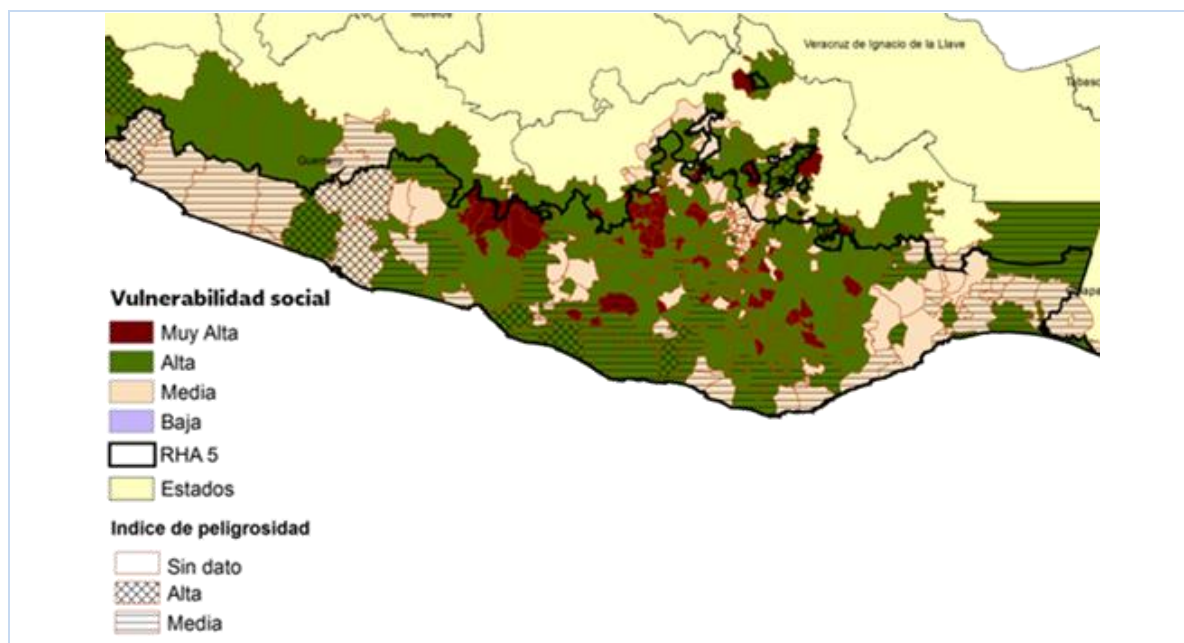 Morelos
Veracruz de Ignacio de la Llave
Guerrero
Vulnerabilidad social
Muy Alta
Alta
Media
Baja
RHA 5
Estados
Indice de peligrosidad
Sin dato
Alta
Media